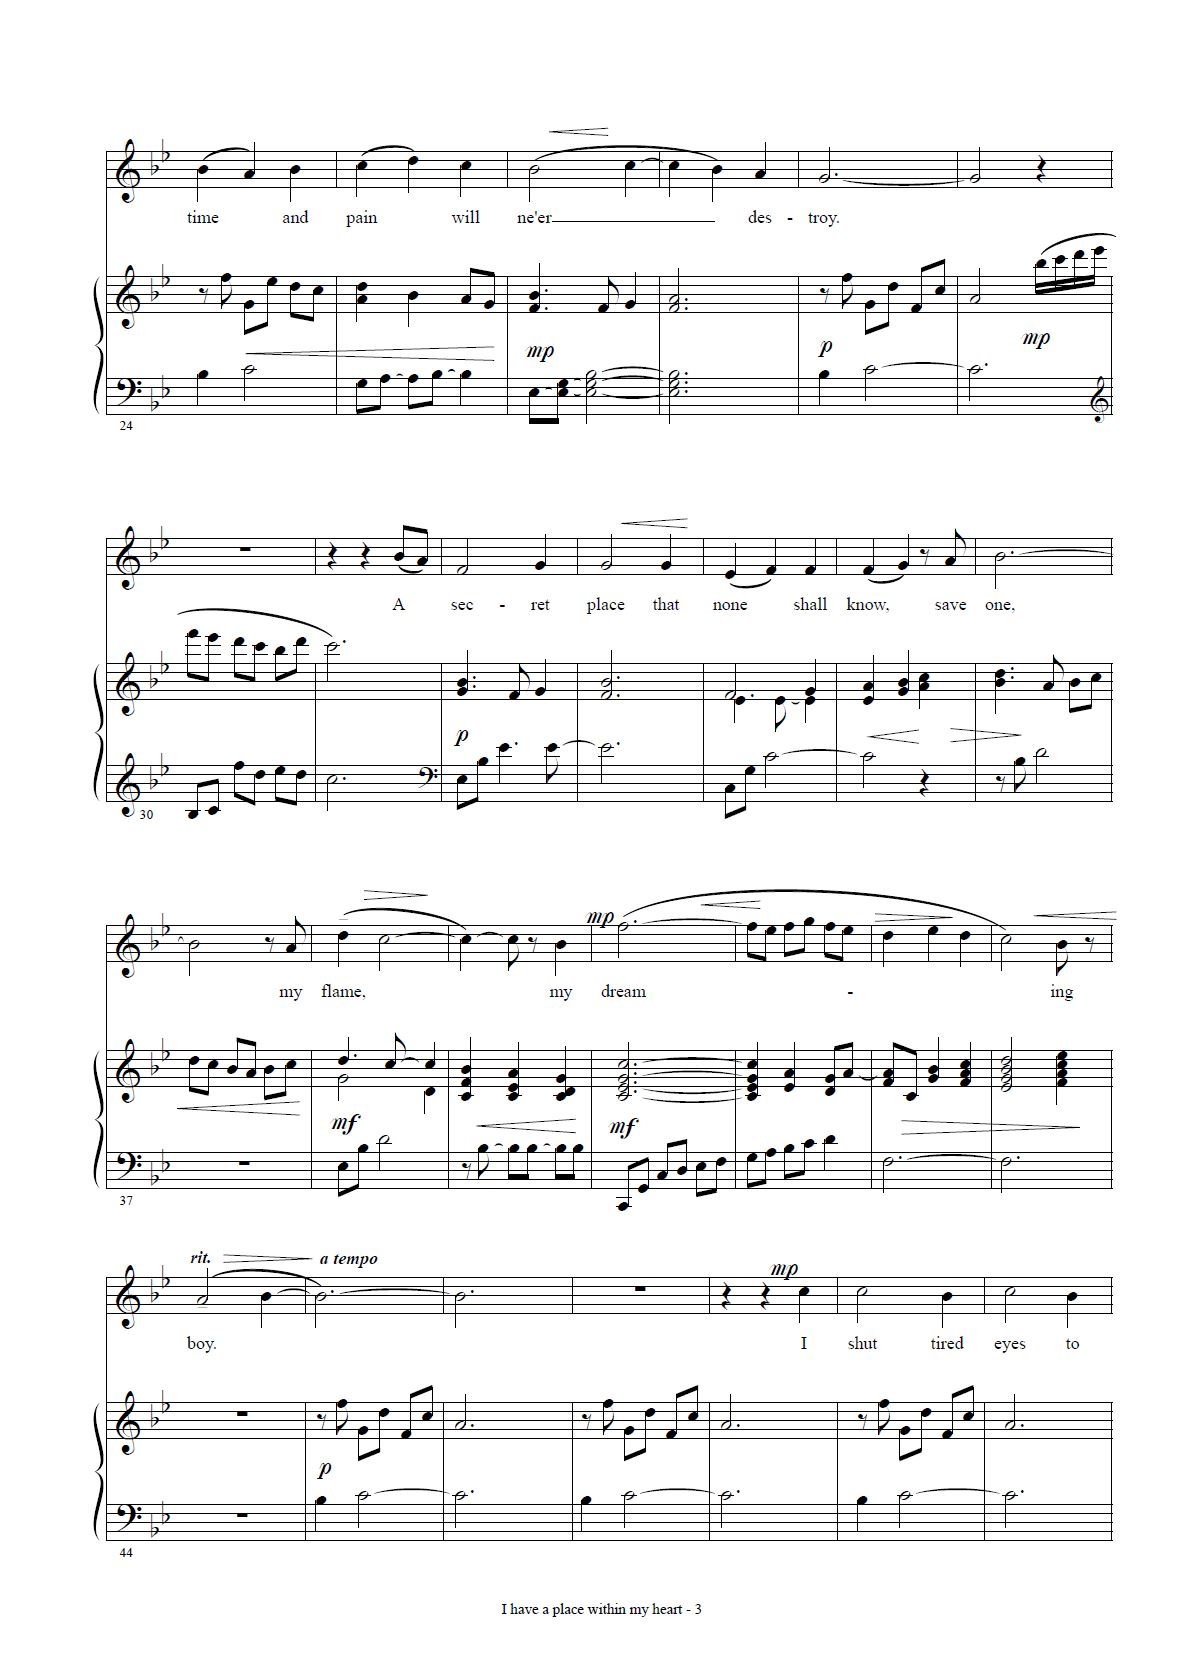 time and pain will ne'er des - troy.
mp p mp
24
A sec - ret place that none shall know, save one,
p
30
mp
my flame, my dream - ing
mf mf
37
rit. a tempo mp
boy. I shut tired eyes to
p
44
I have a place within my heart - 3